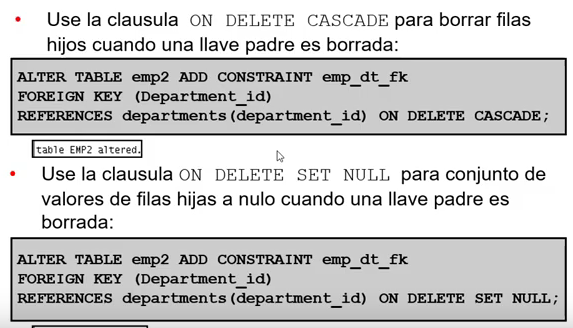 • Use la clausula ON DELETE CASCADE para borrar filas
hijos cuando una llave padre es borrada:
ALTER TABLE emp2 ADD CONSTRAINT emp_dt_fk
FOREIGN KEY (Department_id)
REFERENCES departments(department_id) ON DELETE CASCADE;
table EMP2 altered.
• Use la clausula ON DELETE SET NULL para conjunto de
valores de filas hijas a nulo cuando una llave padre es
borrada:
ALTER TABLE emp2 ADD CONSTRAINT emp_dt_fk
FOREIGN KEY (Department_id)
REFERENCES departments(department_id) ON DELETE SET NULL;